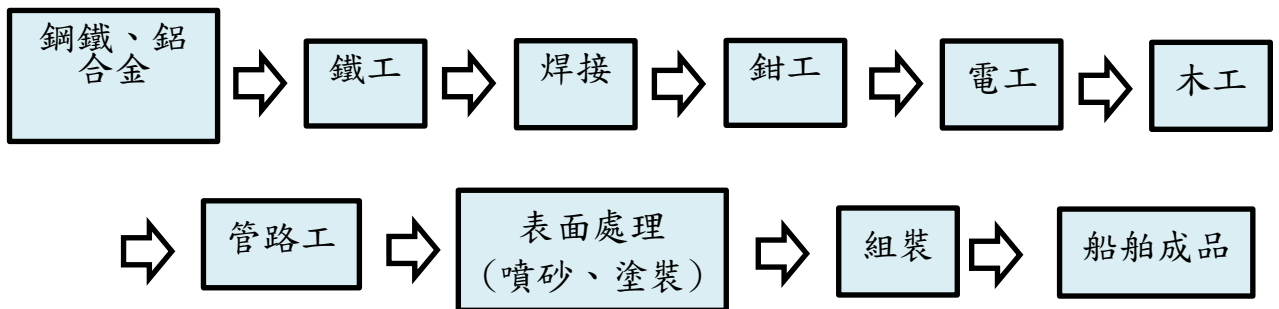 鋼鐵、鋁
合金
鐵工
焊接
鉗工
電工
木工
管路工
表面處理
（噴砂、塗裝）
組裝
船舶成品